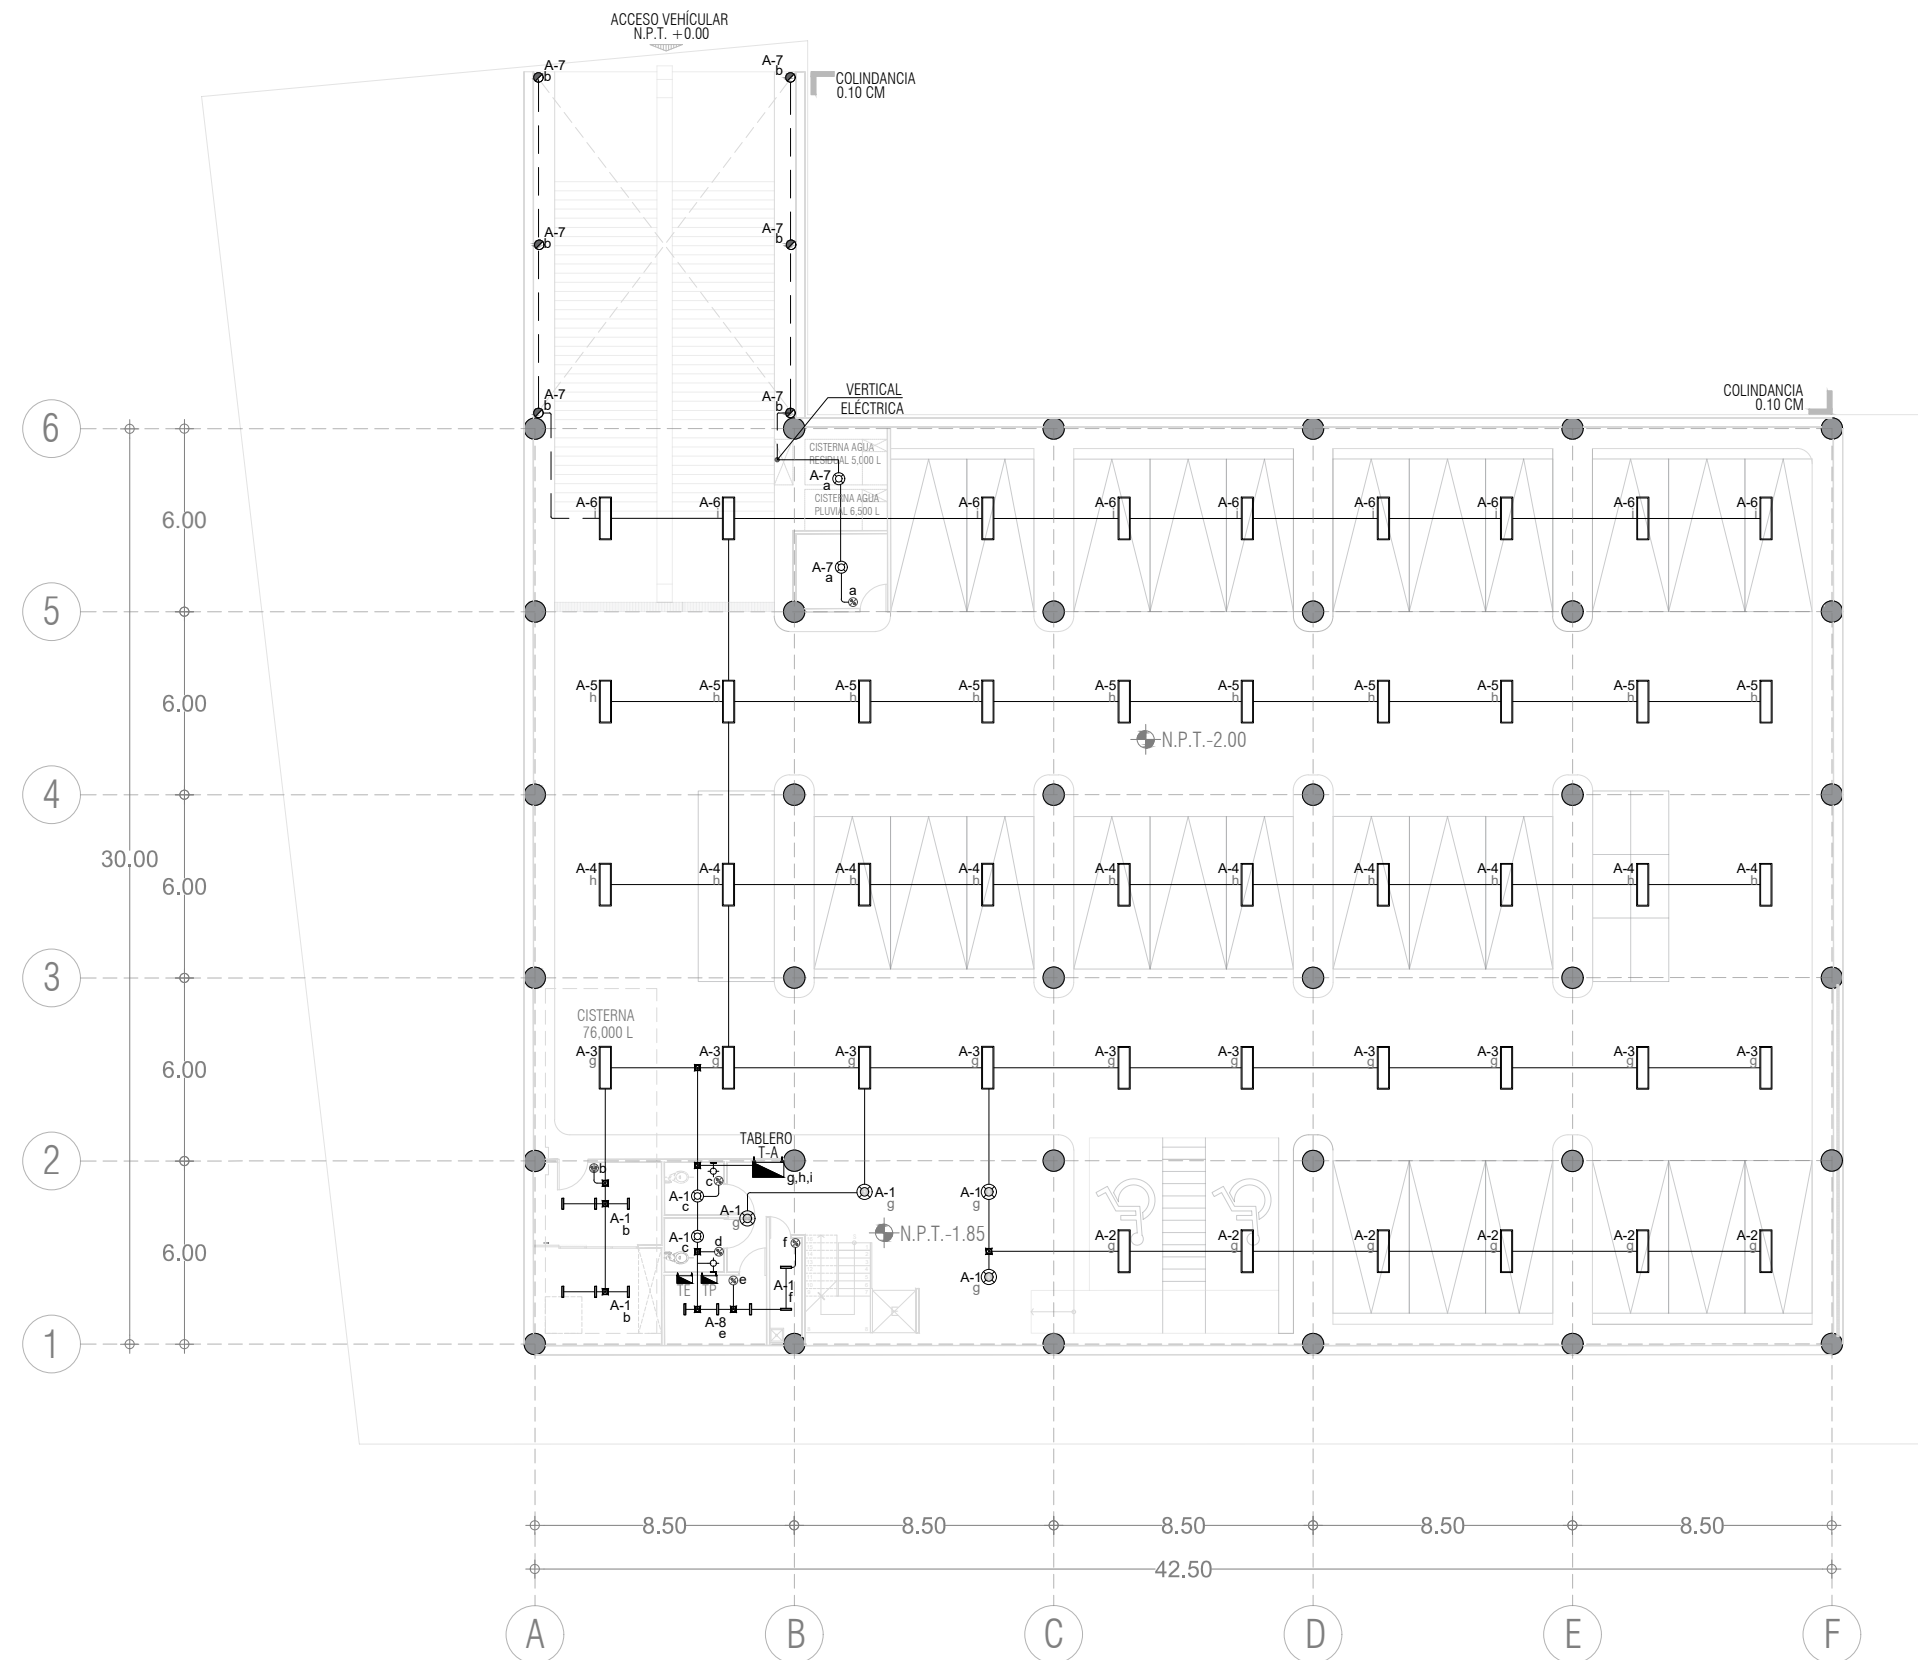 ACCESO VEHÍCULAR
N.P.T. +0.00
A-7
b
A-7
b
COLINDANCIA
0.10 CM
A-7
b
A-7
b
A-7
b
A-7
b
VERTICAL
ELÉCTRICA
COLINDANCIA
0.10 CM
6
CISTERNA AGUA
RESIDUAL 5,000 L
A-7
a
CISTERNA AGUA
PLUVIAL 6,500 L
A-6
i
A-6
i
A-6
i
A-6
i
A-6
i
A-6
i
A-6
i
A-6
i
A-6
i
6.00
A-7
a
a
5
A-5
h
A-5
h
A-5
h
A-5
h
A-5
h
A-5
h
A-5
h
A-5
h
A-5
h
A-5
h
6.00
N.P.T.-2.00
4
30.00
A-4
h
A-4
h
A-4
h
A-4
h
A-4
h
A-4
h
A-4
h
A-4
h
A-4
h
A-4
h
6.00
3
CISTERNA
76,000 L
A-3
g
A-3
g
A-3
g
A-3
g
A-3
g
A-3
g
A-3
g
A-3
g
A-3
g
A-3
g
6.00
2
TABLERO
T-A
g,h,i
b
c
A-1
c
A-1
g
A-1
g
A-1
g
A-1
b
A-1
c
d
f
N.P.T.-1.85
A-2
g
A-2
g
A-2
g
A-2
g
A-2
g
A-2
g
6.00
A-1
g
TE
TP
e
A-1
f
A-1
b
A-8
e
1
8.50
8.50
8.50
8.50
8.50
42.50
A
B
C
D
E
F